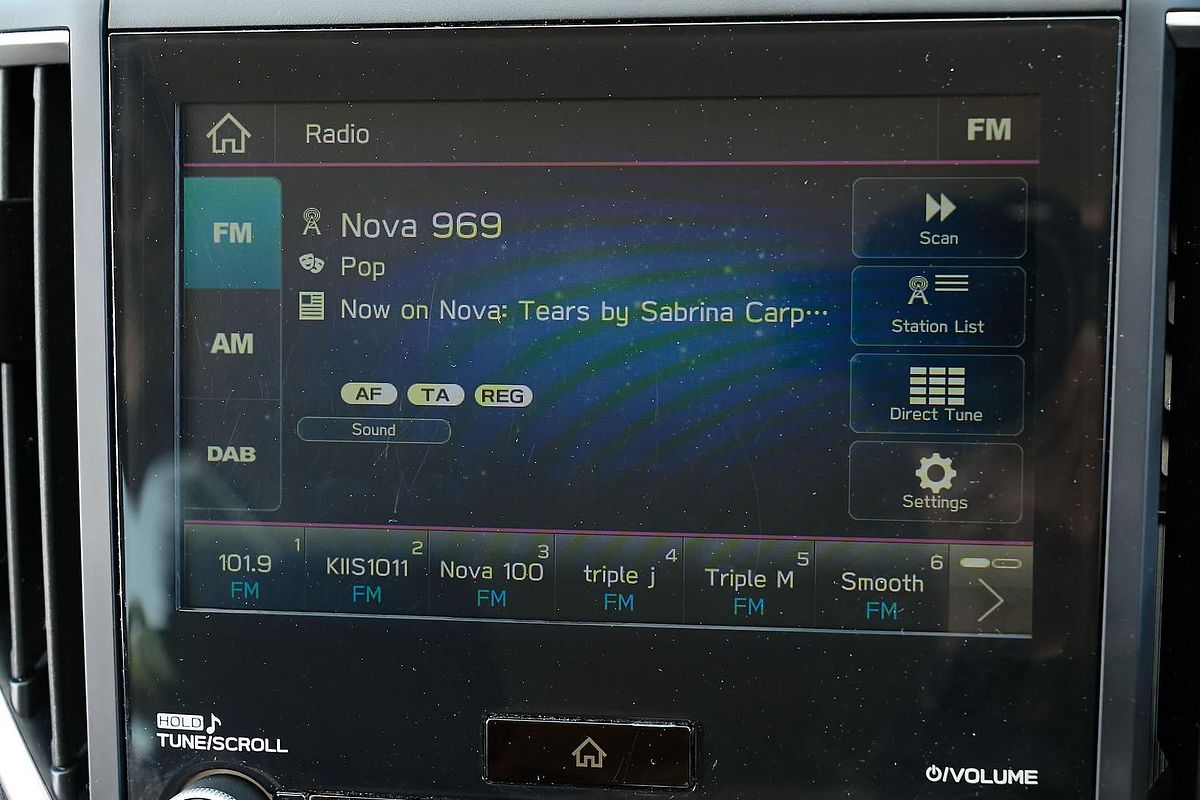 Radio
FM
FM
AM
DAB
Nova 969
Pop
Now on Nova: Tears by Sabrina Carp…
AF TA REG
Sound
Scan
Station List
Direct Tune
Settings
1
101.9
FM
2
KIIS1011
FM
3
Nova 100
FM
4
triple j
FM
5
Triple M
FM
6
Smooth
FM
HOLD
TUNE/SCROLL
/VOLUME